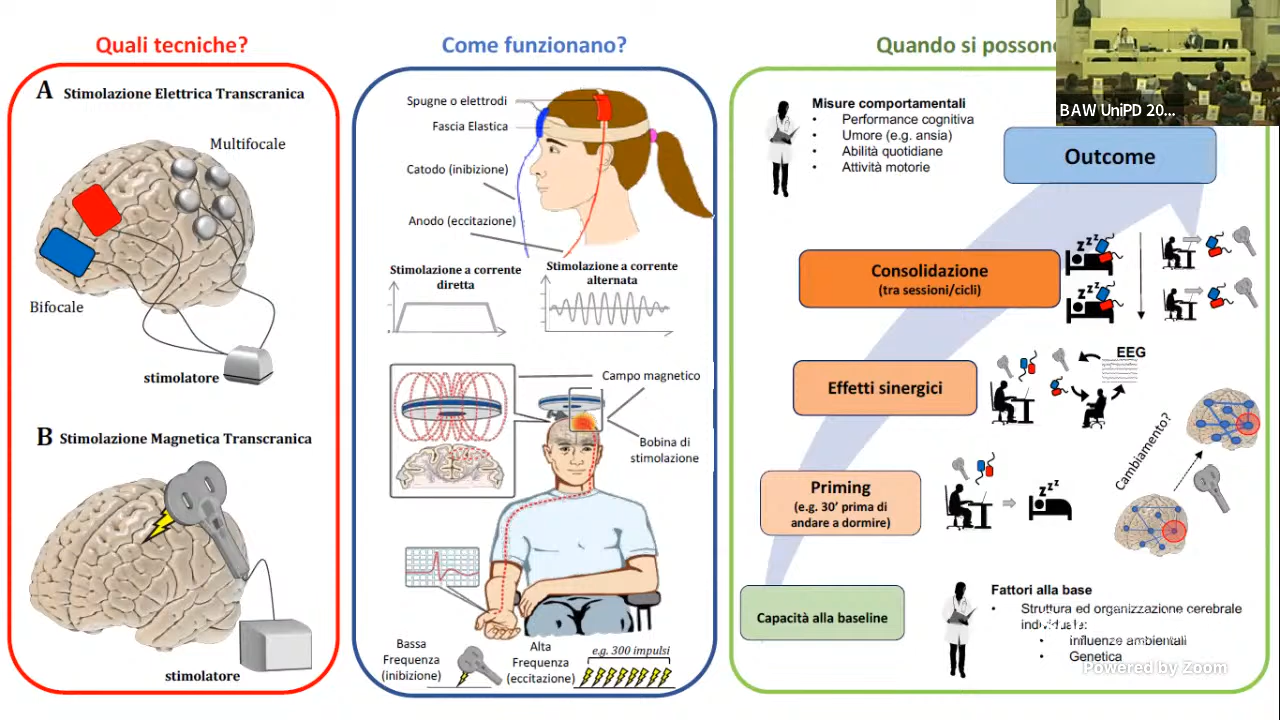 Quali tecniche?
A Stimolazione Elettrica Transcranica
Multifocale
Bifocale
stimolatore
B Stimolazione Magnetica Transcranica
stimolatore
Come funzionano?
Spugne o elettrodi
Fascia Elastica
Catodo (inibizione)
Anodo (eccitazione)
Stimolazione a corrente
diretta
Stimolazione a corrente
alternata
Campo magnetico
Bobina di
stimolazione
Bassa
Frequenza
(inibizione)
Alta
Frequenza
(eccitazione)
e.g. 300 impulsi
Quando si possono
BAW UniPD 20...
Misure comportamentali
• Performance cognitiva
• Umore (e.g. ansia)
• Abilità quotidiane
• Attività motorie
Outcome
Consolidazione
(tra sessioni/cicli)
zzz
zzz
Effetti sinergici
EEG
Priming
(e.g. 30' prima di
andare a dormire)
zzz
Cambiamento?
Capacità alla baseline
Fattori alla base
• Struttura ed organizzazione cerebrale
individuale:
• influenze ambientali
• Genetica
Powered by Zoom